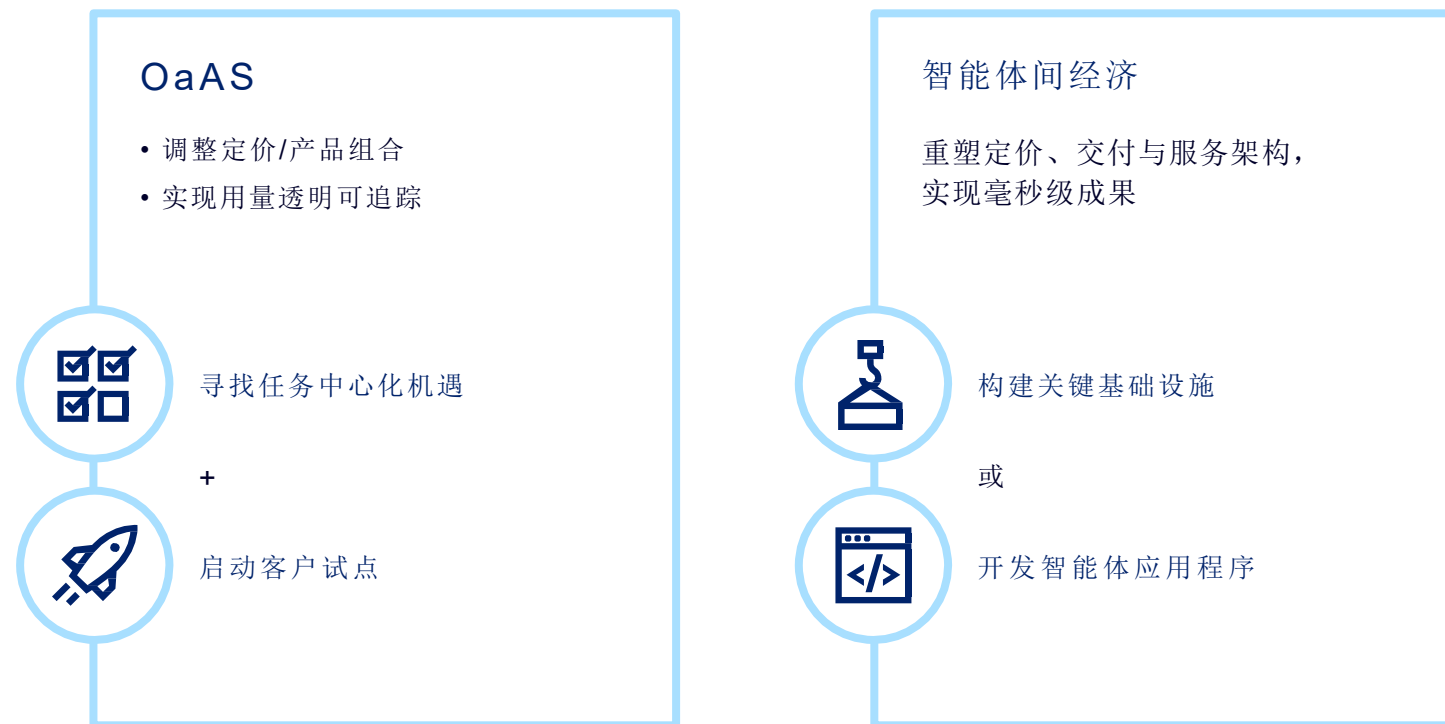 OaAS
• 调整定价/产品组合
• 实现用量透明可追踪
寻找任务中心化机遇
+
启动客户试点
智能体间经济
重塑定价、交付与服务架构，
实现毫秒级成果
构建关键基础设施
或
</>
开发智能体应用程序